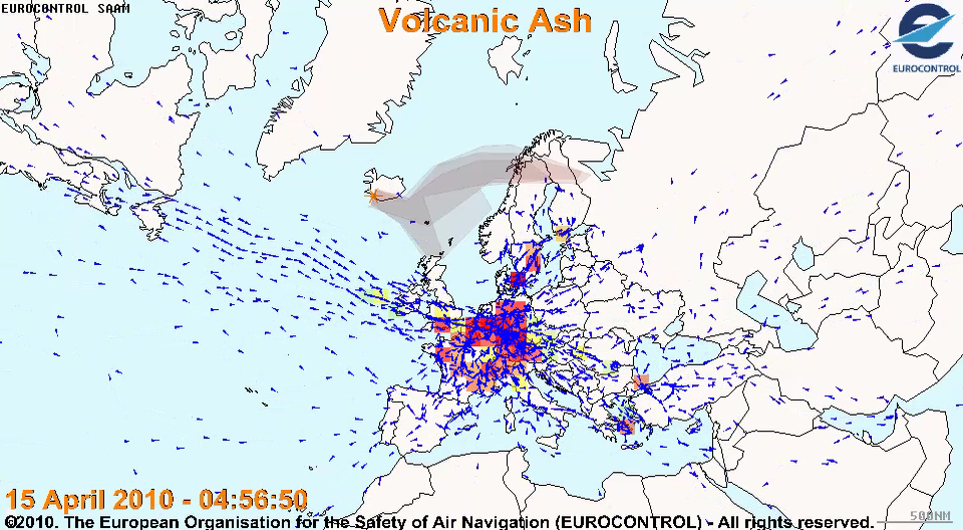 EUROCONTROL SAAM
Volcanic Ash
EUROCONTROL
15 April 2010 - 04:56:50
500NM
©2010. The European Organisation for the Safety of Air Navigation (EUROCONTROL) - All rights reserved.